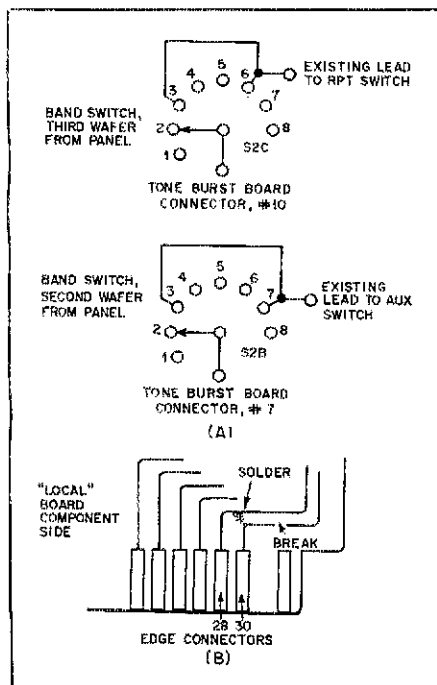 5
4
6
EXISTING LEAD
TO RPT SWITCH
3
7
BAND SWITCH,
THIRD WAFER
FROM PANEL
2
8
S2C
1
TONE BURST BOARD
CONNECTOR, #10
5
4
6
BAND SWITCH,
SECOND WAFER
FROM PANEL
3
7
EXISTING
LEAD TO AUX
SWITCH
2
8
S2B
1
TONE BURST BOARD
CONNECTOR, #7
(A)
"LOCAL"
BOARD
COMPONENT
SIDE
SOLDER
BREAK
28 30
EDGE CONNECTORS
(B)